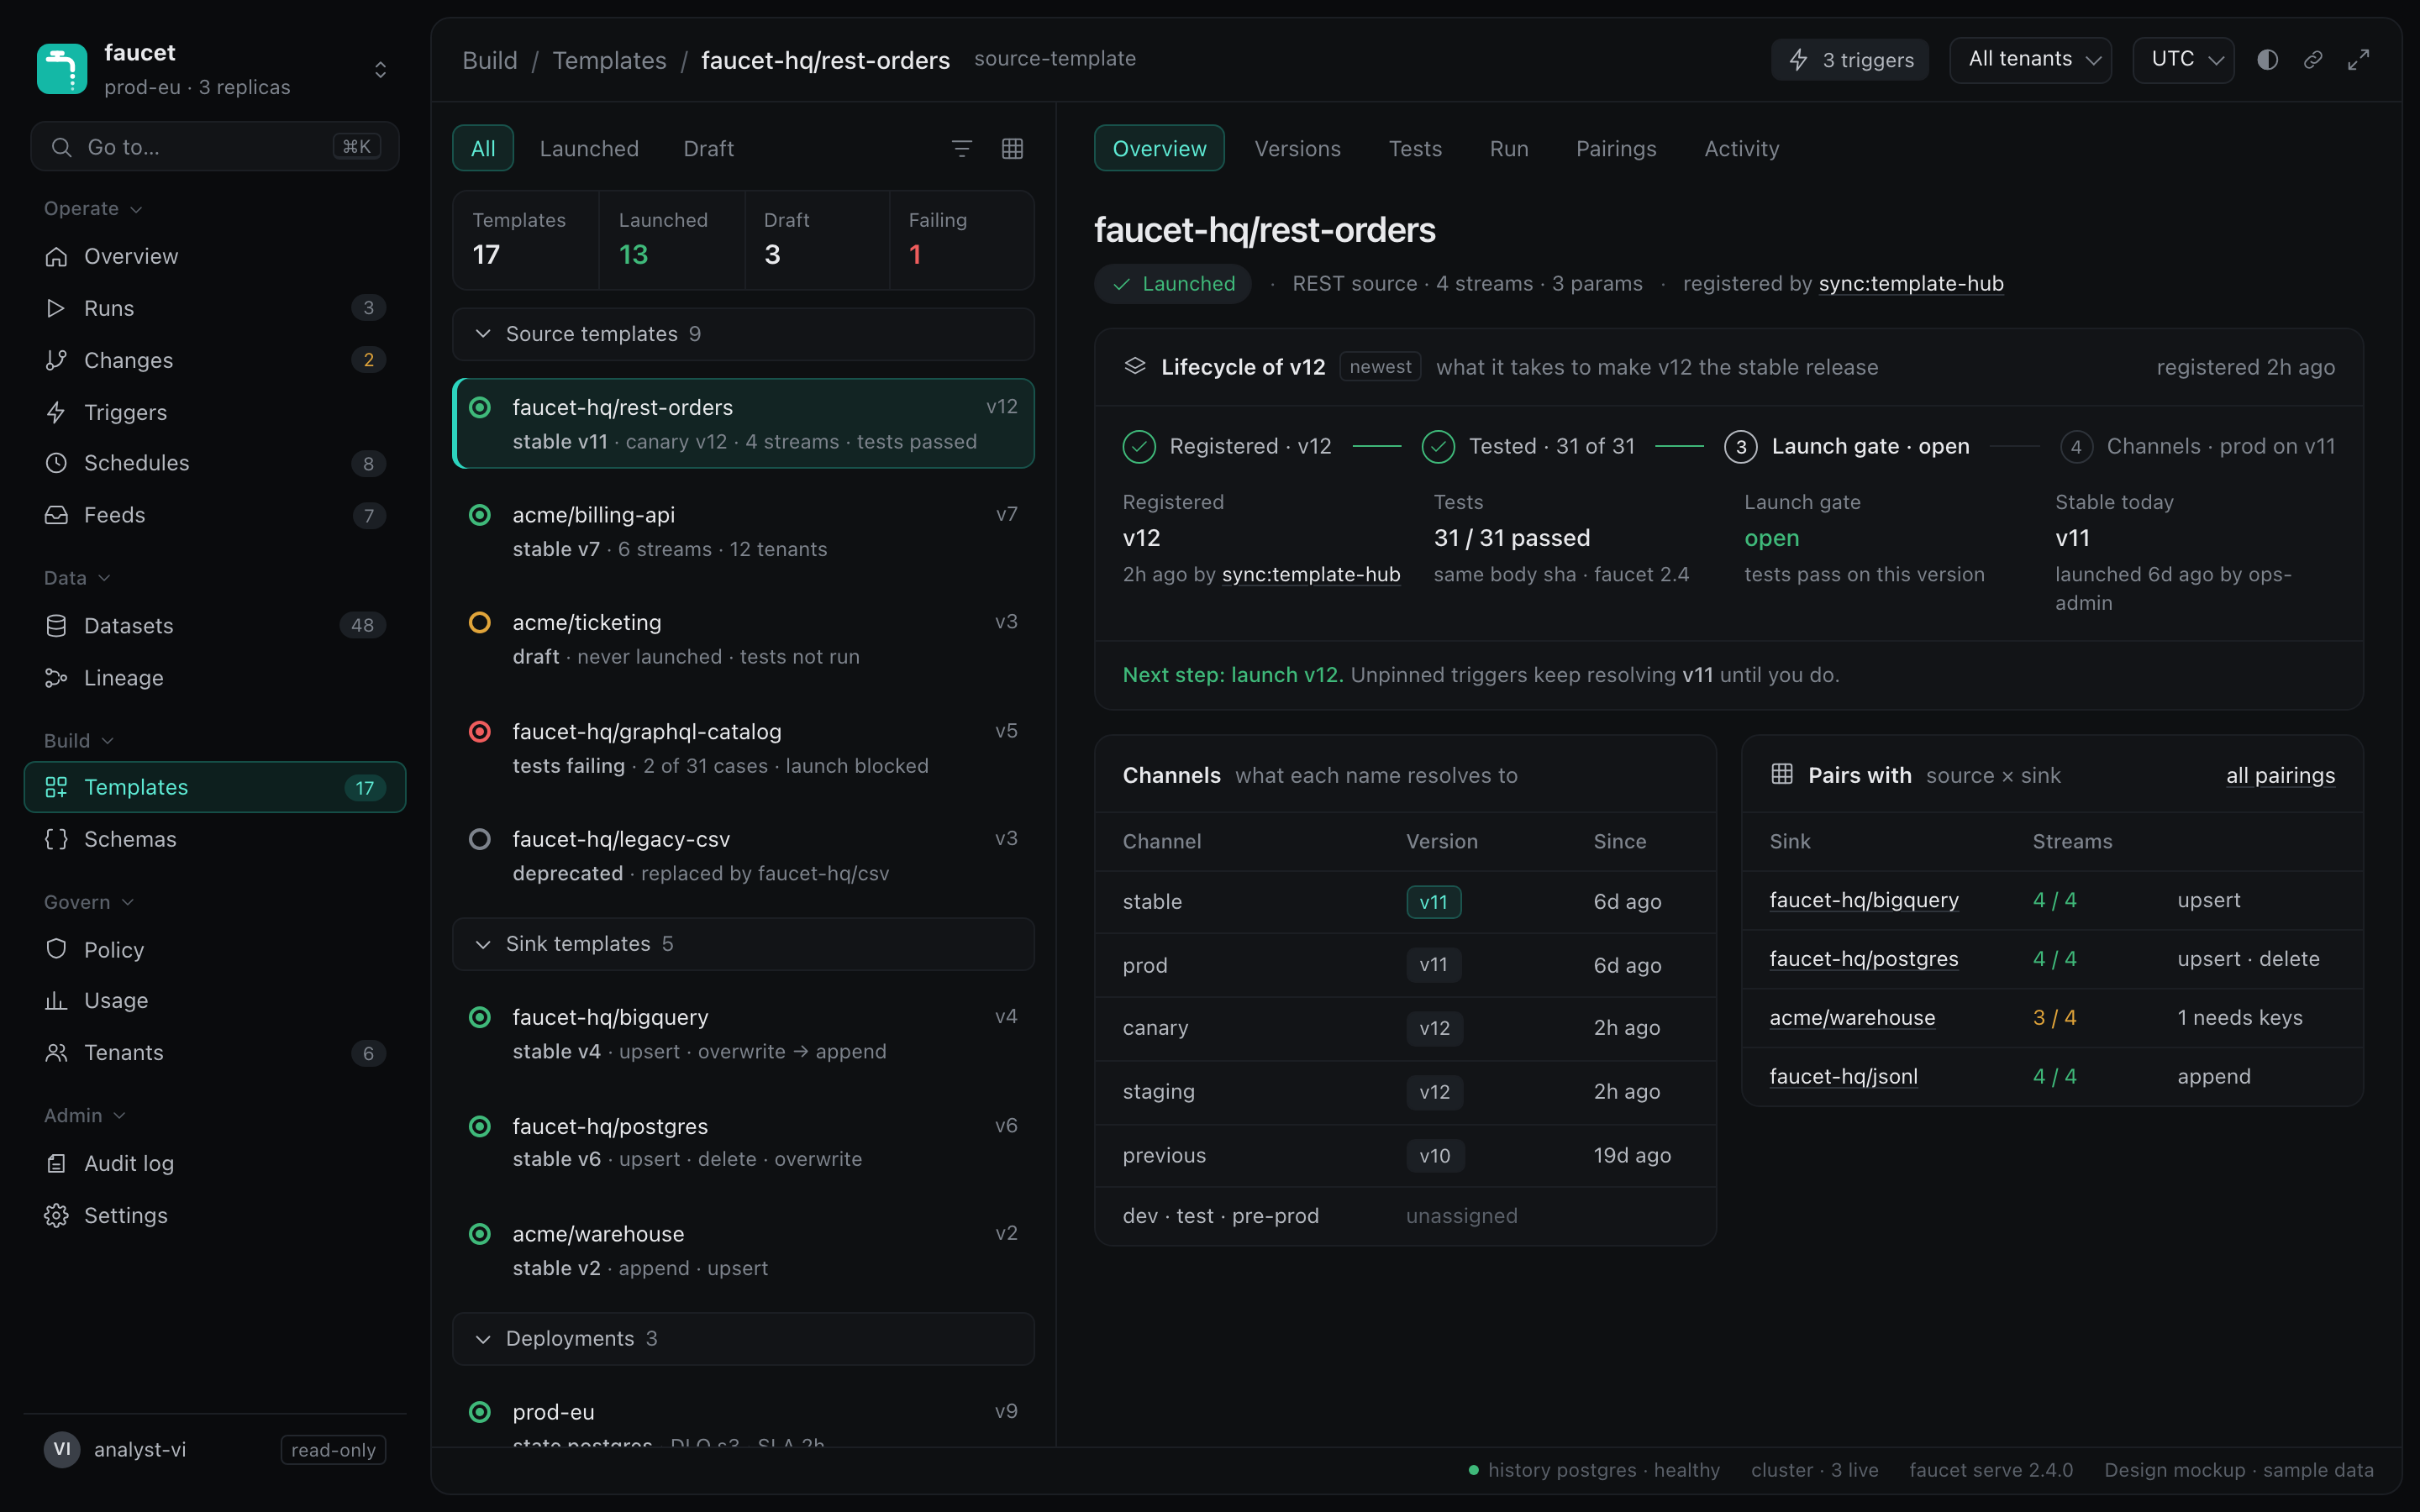 faucet
prod-eu · 3 replicas
Go to...
⌘K
Operate
Overview
Runs 3
Changes 2
Triggers
Schedules 8
Feeds 7
Data
Datasets 48
Lineage
Build
Templates 17
Schemas
Govern
Policy
Usage
Tenants 6
Admin
Audit log
Settings
VI analyst-vi read-only
Build / Templates / faucet-hq/rest-orders source-template
3 triggers
All tenants
UTC
All Launched Draft
Templates Launched Draft Failing
17 13 3 1
Source templates 9
faucet-hq/rest-orders v12
stable v11 · canary v12 · 4 streams · tests passed
acme/billing-api v7
stable v7 · 6 streams · 12 tenants
acme/ticketing v3
draft · never launched · tests not run
faucet-hq/graphql-catalog v5
tests failing · 2 of 31 cases · launch blocked
faucet-hq/legacy-csv v3
deprecated · replaced by faucet-hq/csv
Sink templates 5
faucet-hq/bigquery v4
stable v4 · upsert · overwrite → append
faucet-hq/postgres v6
stable v6 · upsert · delete · overwrite
acme/warehouse v2
stable v2 · append · upsert
Deployments 3
prod-eu v9
state postgres · DLQ s3 · SLA 2h
Overview Versions Tests Run Pairings Activity
faucet-hq/rest-orders
Launched · REST source · 4 streams · 3 params · registered by sync:template-hub
Lifecycle of v12 newest what it takes to make v12 the stable release registered 2h ago
Registered · v12 Tested · 31 of 31 3 Launch gate · open 4 Channels · prod on v11
Registered Tests Launch gate Stable today
v12 31 / 31 passed open v11
2h ago by sync:template-hub same body sha · faucet 2.4 tests pass on this version launched 6d ago by ops-
admin
Next step: launch v12. Unpinned triggers keep resolving v11 until you do.
Channels what each name resolves to
Channel Version Since
stable v11 6d ago
prod v11 6d ago
canary v12 2h ago
staging v12 2h ago
previous v10 19d ago
dev · test · pre-prod unassigned
Pairs with source × sink all pairings
Sink Streams
faucet-hq/bigquery 4 / 4 upsert
faucet-hq/postgres 4 / 4 upsert · delete
acme/warehouse 3 / 4 1 needs keys
faucet-hq/jsonl 4 / 4 append
history postgres · healthy cluster · 3 live faucet serve 2.4.0 Design mockup · sample data